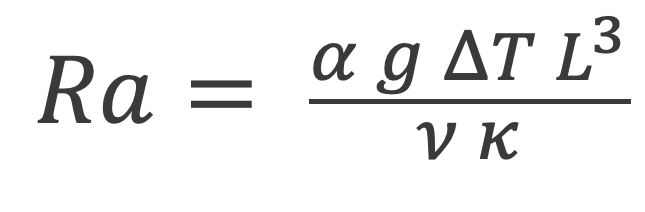 Ra = α g ΔT L³ / ν κ